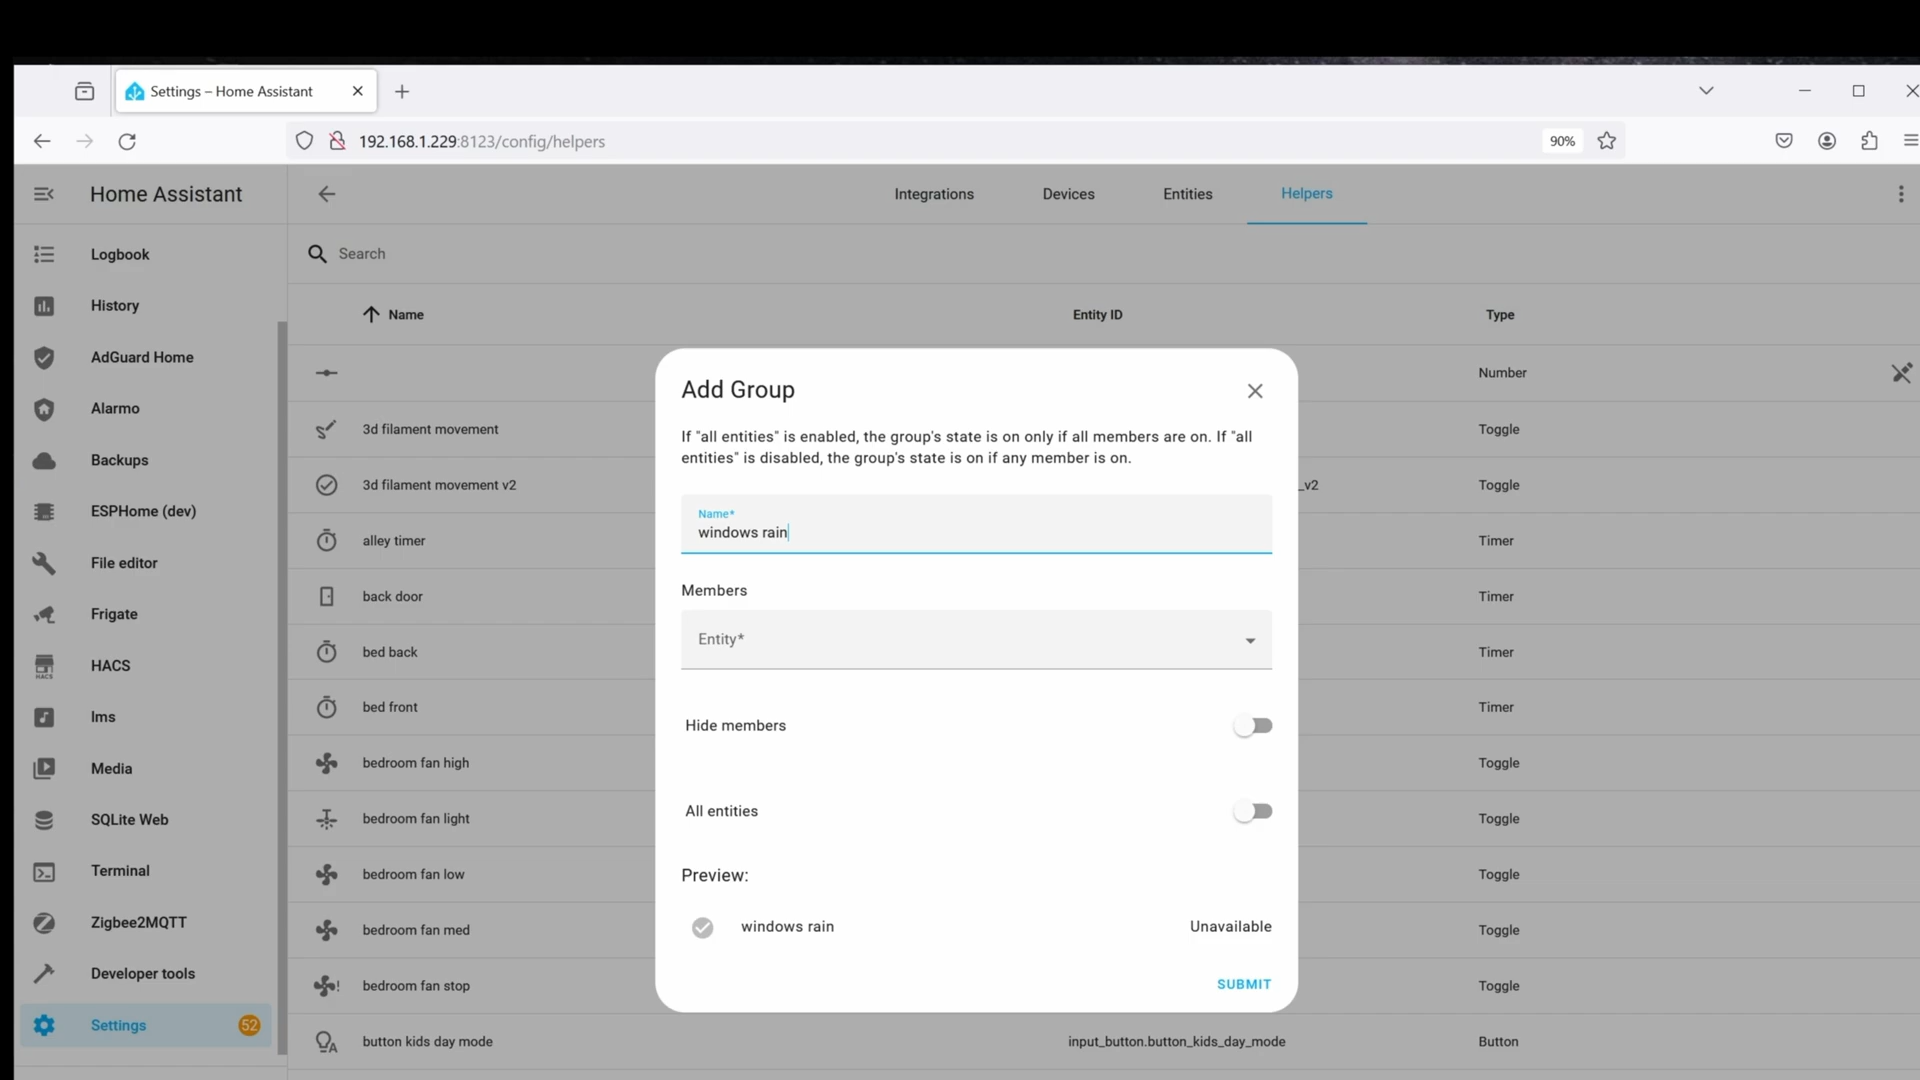 Settings – Home Assistant
192.168.1.229:8123/config/helpers
90%
Home Assistant
Integrations
Devices
Entities
Helpers
Logbook
History
AdGuard Home
Alarmo
Backups
ESPHome (dev)
File editor
Frigate
HACS
HACS
lms
Media
SQLite Web
Terminal
Zigbee2MQTT
Developer tools
Settings
52
Search
Name
Entity ID
Type
Number
3d filament movement
Toggle
3d filament movement v2
_v2
Toggle
alley timer
Timer
back door
Timer
bed back
Timer
bed front
Timer
bedroom fan high
Toggle
bedroom fan light
Toggle
bedroom fan low
Toggle
bedroom fan med
Toggle
bedroom fan stop
Toggle
button kids day mode
input_button.button_kids_day_mode
Button
Add Group
If "all entities" is enabled, the group's state is on only if all members are on. If "all
entities" is disabled, the group's state is on if any member is on.
Name*
windows rain
Members
Entity*
Hide members
All entities
Preview:
windows rain
Unavailable
SUBMIT